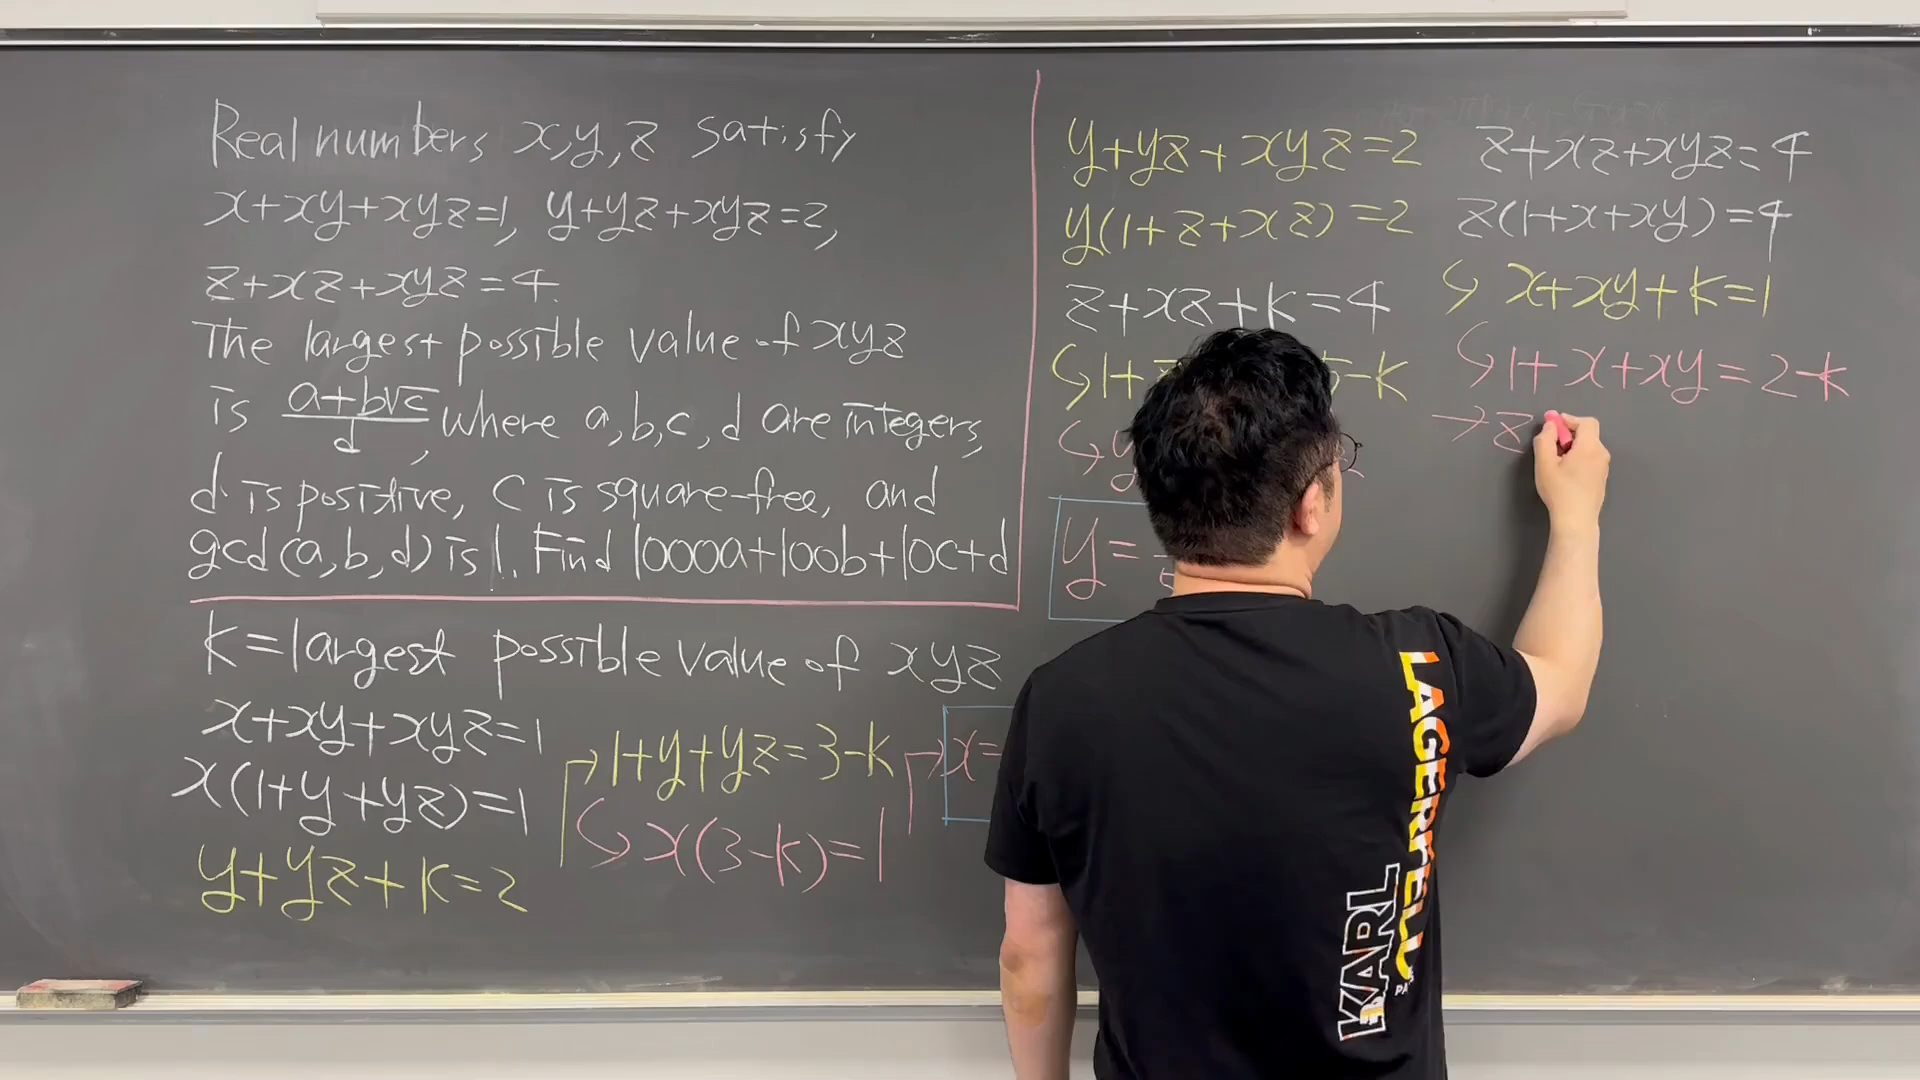 Real numbers x, y, z satisfy
x+xy+xyz=1, y+yz+xyz=2,
z+xz+xyz=4.
The largest possible value of xyz
is (a+b√c)/d, where a, b, c, d are integers,
d is positive, c is square-free, and
gcd(a, b, d) is 1. Find 1000a+100b+10c+d
k=largest possible value of xyz
x+xy+xyz=1
x(1+y+yz)=1
y+yz+k=2
→1+y+yz=3-k
↪x(3-k)=1
→x=
y+yz+xyz=2
y(1+z+xz)=2
z+xz+k=4
↪1+
-k
↪y
y=
z+xz+xyz=4
z(1+x+xy)=4
↪x+xy+k=1
↪1+x+xy=2-k
→z
LAGERFELD
KARL